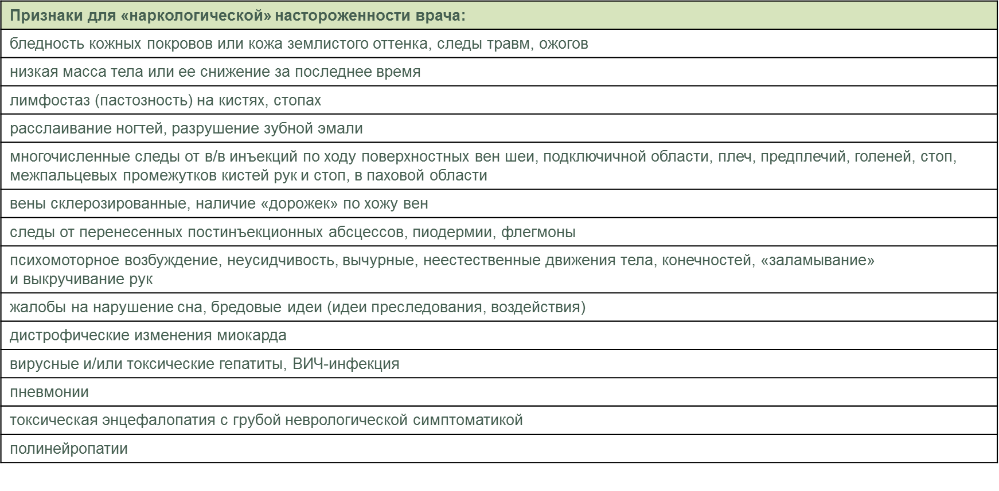 Признаки для «наркологической» настороженности врача:
бледность кожных покровов или кожа землистого оттенка, следы травм, ожогов
низкая масса тела или ее снижение за последнее время
лимфостаз (пастозность) на кистях, стопах
расслаивание ногтей, разрушение зубной эмали
многочисленные следы от в/в инъекций по ходу поверхностных вен шеи, подключичной области, плеч, предплечий, голеней, стоп,
межпальцевых промежутков кистей рук и стоп, в паховой области
вены склерозированные, наличие «дорожек» по хожу вен
следы от перенесенных постинъекционных абсцессов, пиодермии, флегмоны
психомоторное возбуждение, неусидчивость, вычурные, неестественные движения тела, конечностей, «заламывание»
и выкручивание рук
жалобы на нарушение сна, бредовые идеи (идеи преследования, воздействия)
дистрофические изменения миокарда
вирусные и/или токсические гепатиты, ВИЧ-инфекция
пневмонии
токсическая энцефалопатия с грубой неврологической симптоматикой
полинейропатии